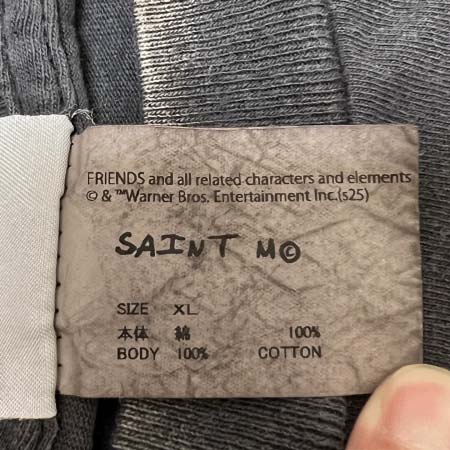 FRIENDS and all related characters and elements
© & ™Warner Bros. Entertainment Inc.(s25)
SAINT M©
SIZE XL
本体 綿 100%
BODY 100% COTTON